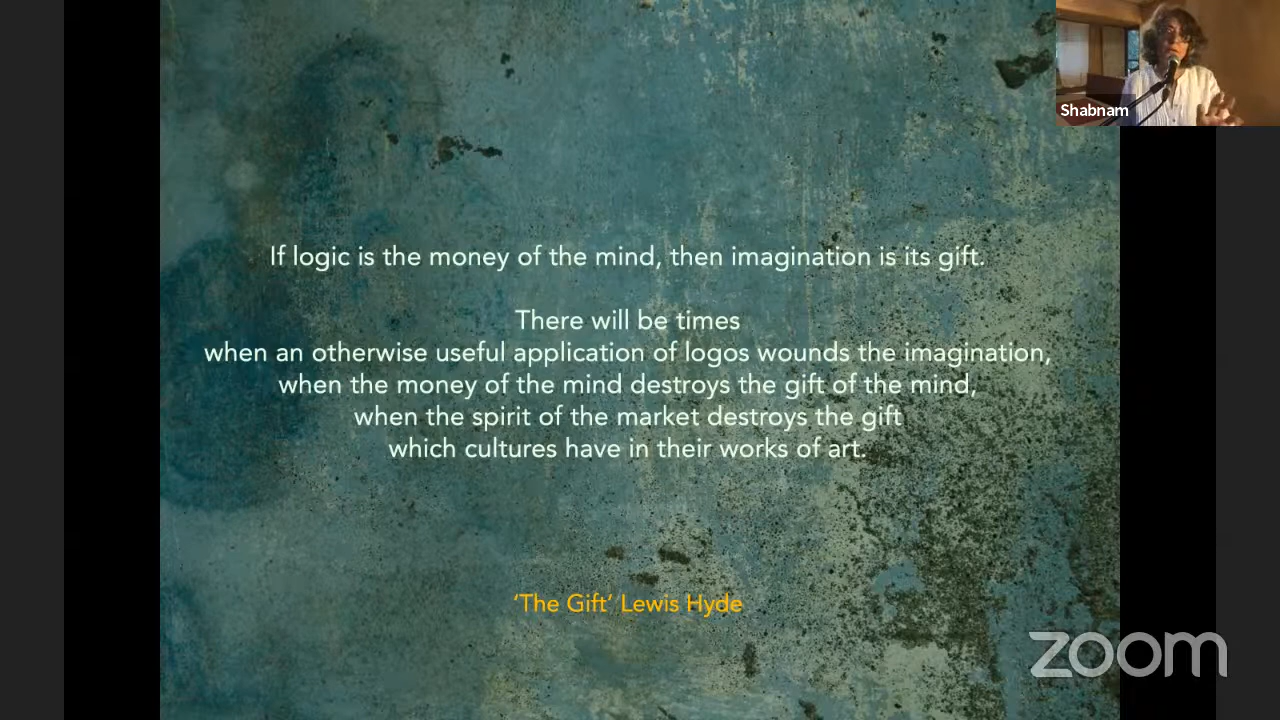 Shabnam
If logic is the money of the mind, then imagination is its gift.
There will be times
when an otherwise useful application of logos wounds the imagination,
when the money of the mind destroys the gift of the mind,
when the spirit of the market destroys the gift
which cultures have in their works of art.
‘The Gift’ Lewis Hyde
zoom